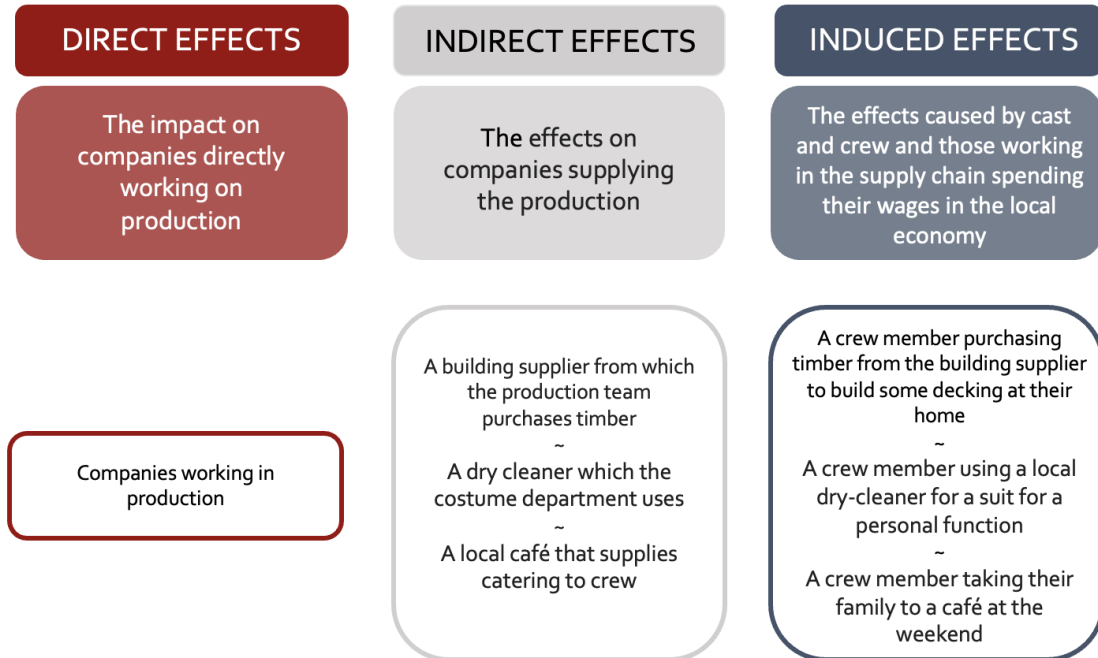 DIRECT EFFECTS
The impact on
companies directly
working on
production
Companies working in
production
INDIRECT EFFECTS
The effects on
companies supplying
the production
A building supplier from which
the production team
purchases timber
~
A dry cleaner which the
costume department uses
~
A local café that supplies
catering to crew
INDUCED EFFECTS
The effects caused by cast
and crew and those working
in the supply chain spending
their wages in the local
economy
A crew member purchasing
timber from the building supplier
to build some decking at their
home
~
A crew member using a local
dry-cleaner for a suit for a
personal function
~
A crew member taking their
family to a café at the
weekend